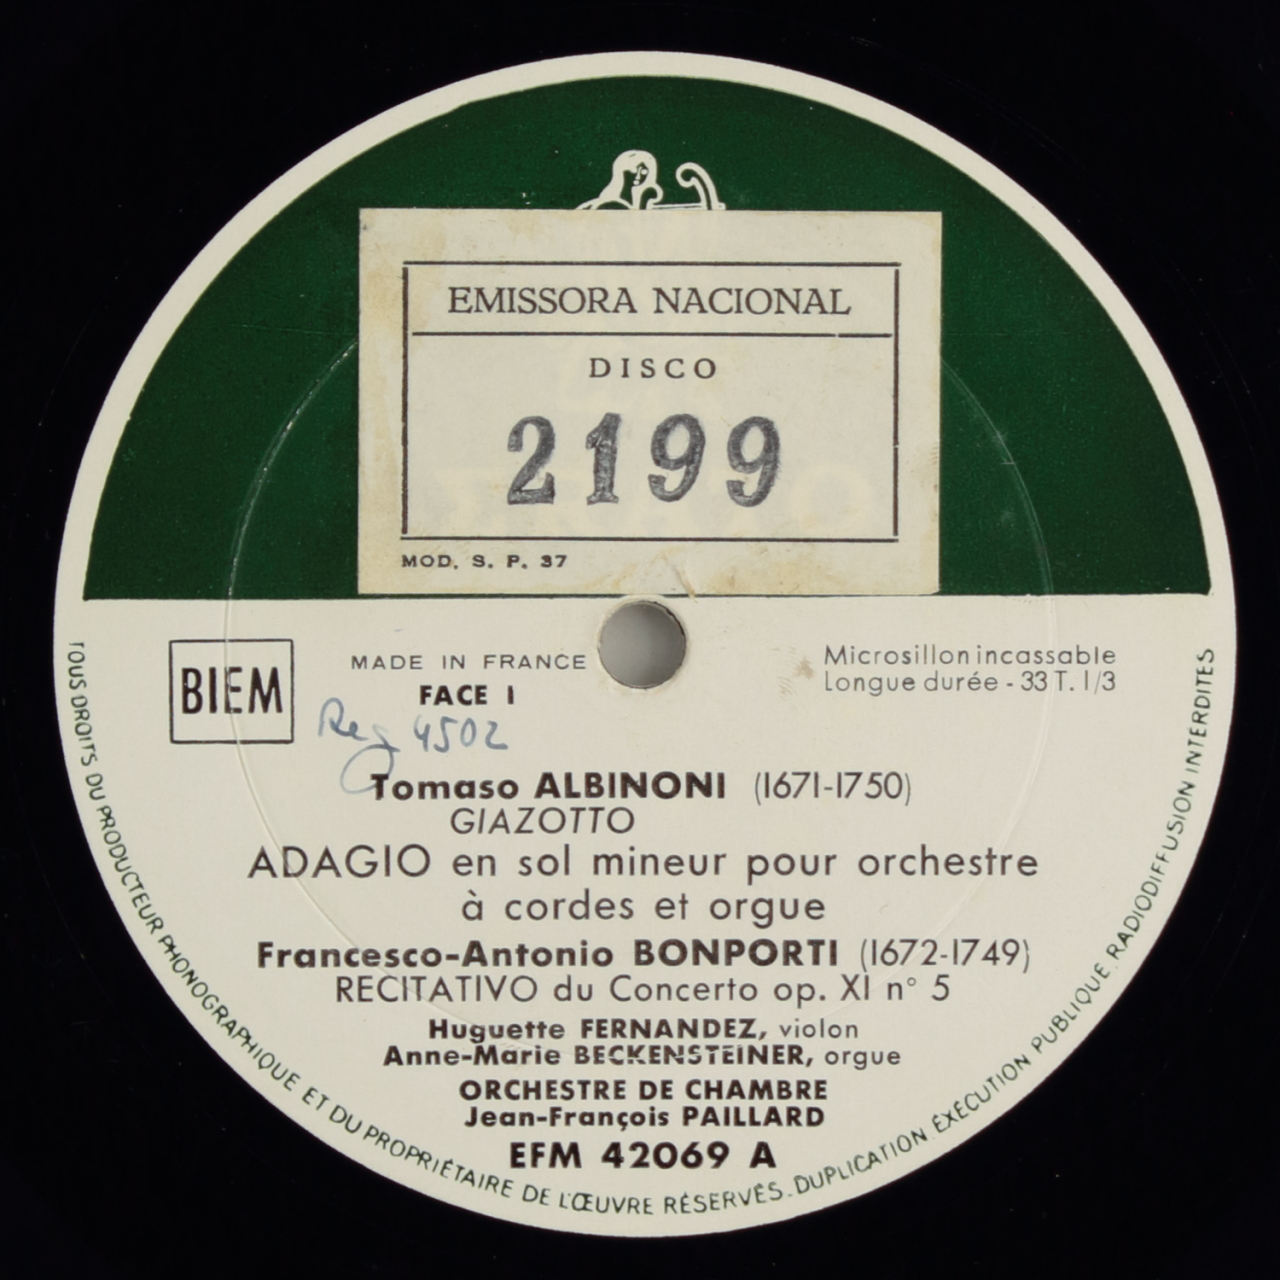 EMISSORA NACIONAL
DISCO
2199
MOD. S. P. 37
BIEM
MADE IN FRANCE
FACE 1
Reg 4502
Microsillon incassable
Longue durée - 33 T. 1/3
Tomaso ALBINONI (1671-1750)
GIAZOTTO
ADAGIO en sol mineur pour orchestre
à cordes et orgue
Francesco-Antonio BONPORTI (1672-1749)
RECITATIVO du Concerto op. XI n° 5
Huguette FERNANDEZ, violon
Anne-Marie BECKENSTEINER, orgue
ORCHESTRE DE CHAMBRE
Jean-François PAILLARD
EFM 42069 A
TOUS DROITS DU PRODUCTEUR PHONOGRAPHIQUE ET DU PROPRIÉTAIRE DE L'ŒUVRE RÉSERVÉS. DUPLICATION ÉXÉCUTION PUBLIQUE RADIODIFFUSION INTERDITES